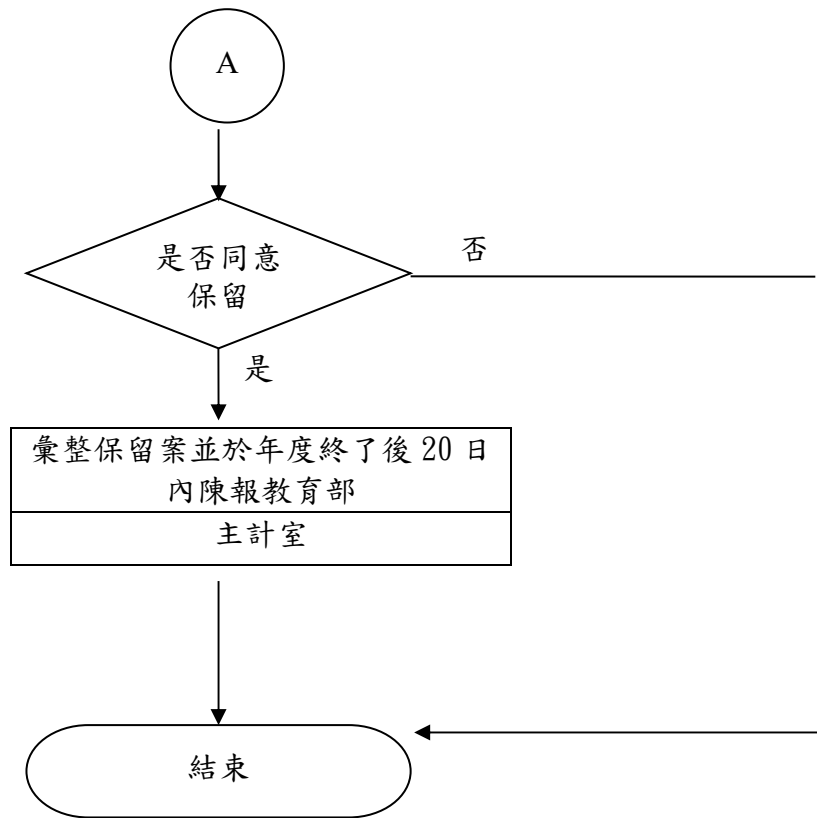 A
是否同意
保留
否
是
彙整保留案並於年度終了後 20 日
內陳報教育部
主計室
結束